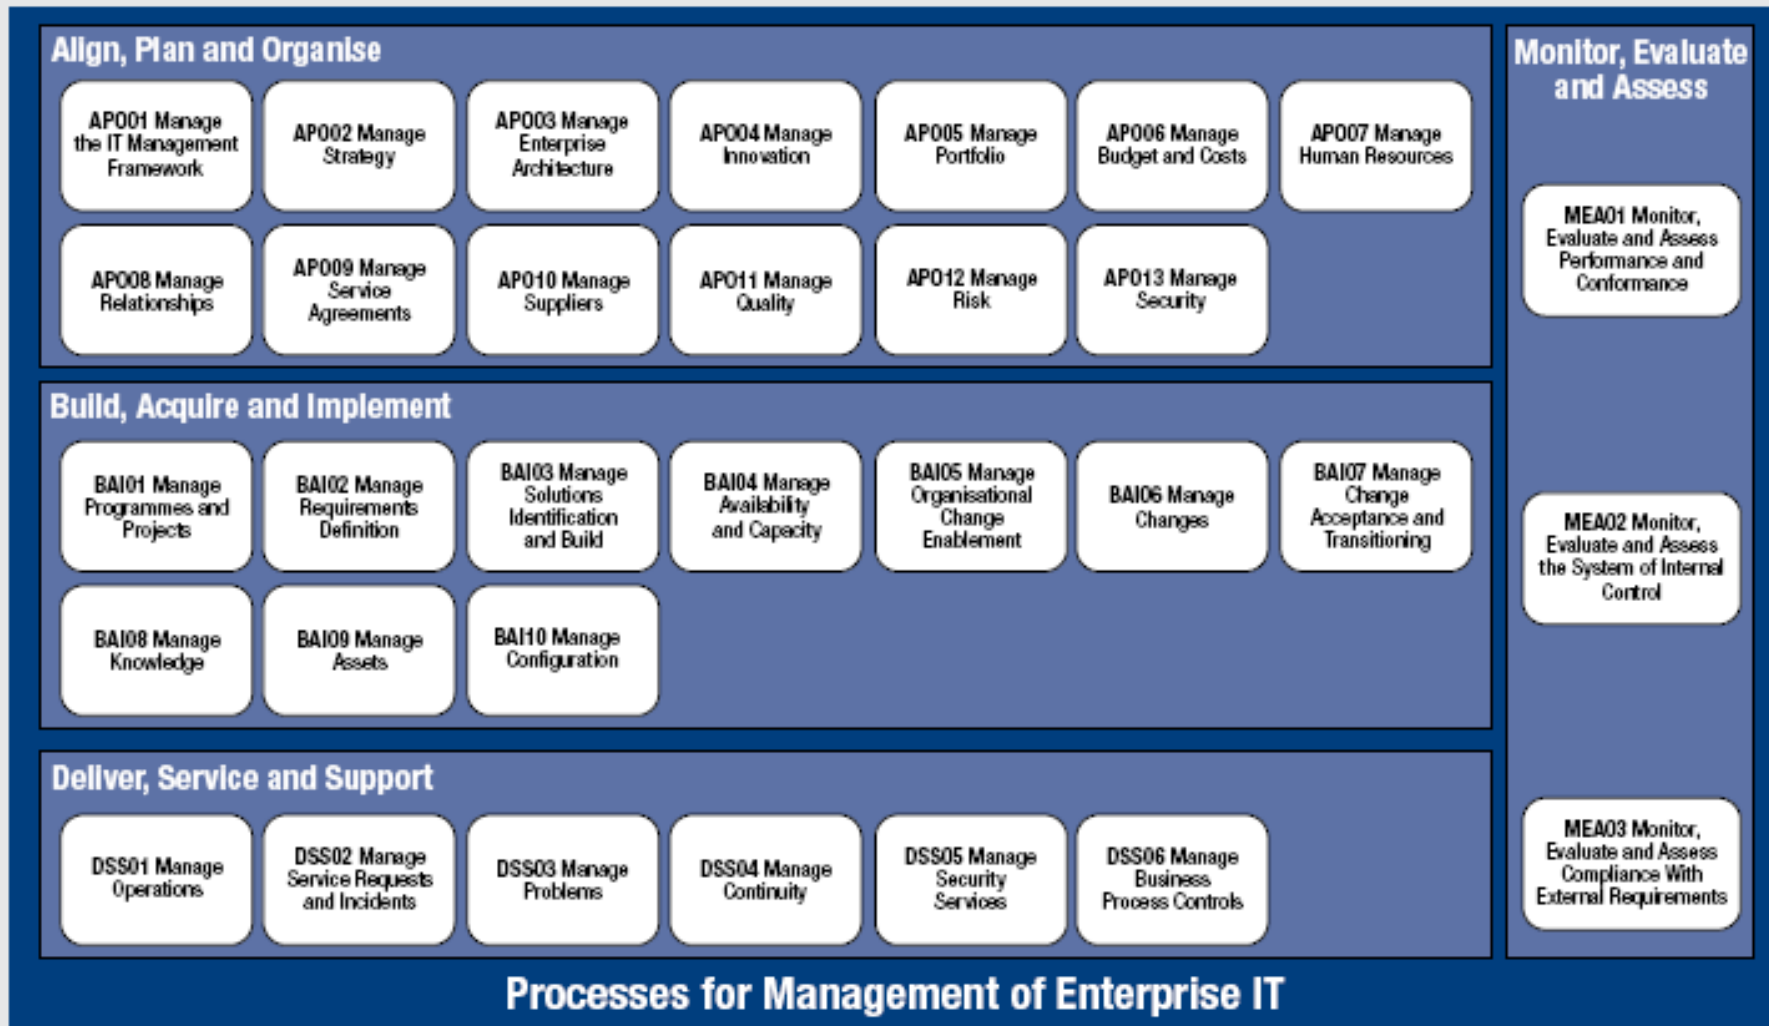 Align, Plan and Organise
APO01 Manage
the IT Management
Framework
APO02 Manage
Strategy
APO03 Manage
Enterprise
Architecture
APO04 Manage
Innovation
APO05 Manage
Portfolio
APO06 Manage
Budget and Costs
APO07 Manage
Human Resources
APO08 Manage
Relationships
APO09 Manage
Service
Agreements
APO10 Manage
Suppliers
APO11 Manage
Quality
APO12 Manage
Risk
APO13 Manage
Security
Build, Acquire and Implement
BAI01 Manage
Programmes and
Projects
BAI02 Manage
Requirements
Definition
BAI03 Manage
Solutions
Identification
and Build
BAI04 Manage
Availability
and Capacity
BAI05 Manage
Organisational
Change
Enablement
BAI06 Manage
Changes
BAI07 Manage
Change
Acceptance and
Transitioning
BAI08 Manage
Knowledge
BAI09 Manage
Assets
BAI10 Manage
Configuration
Deliver, Service and Support
DSS01 Manage
Operations
DSS02 Manage
Service Requests
and Incidents
DSS03 Manage
Problems
DSS04 Manage
Continuity
DSS05 Manage
Security
Services
DSS06 Manage
Business
Process Controls
Monitor, Evaluate
and Assess
MEA01 Monitor,
Evaluate and Assess
Performance and
Conformance
MEA02 Monitor,
Evaluate and Assess
the System of Internal
Control
MEA03 Monitor,
Evaluate and Assess
Compliance With
External Requirements
Processes for Management of Enterprise IT